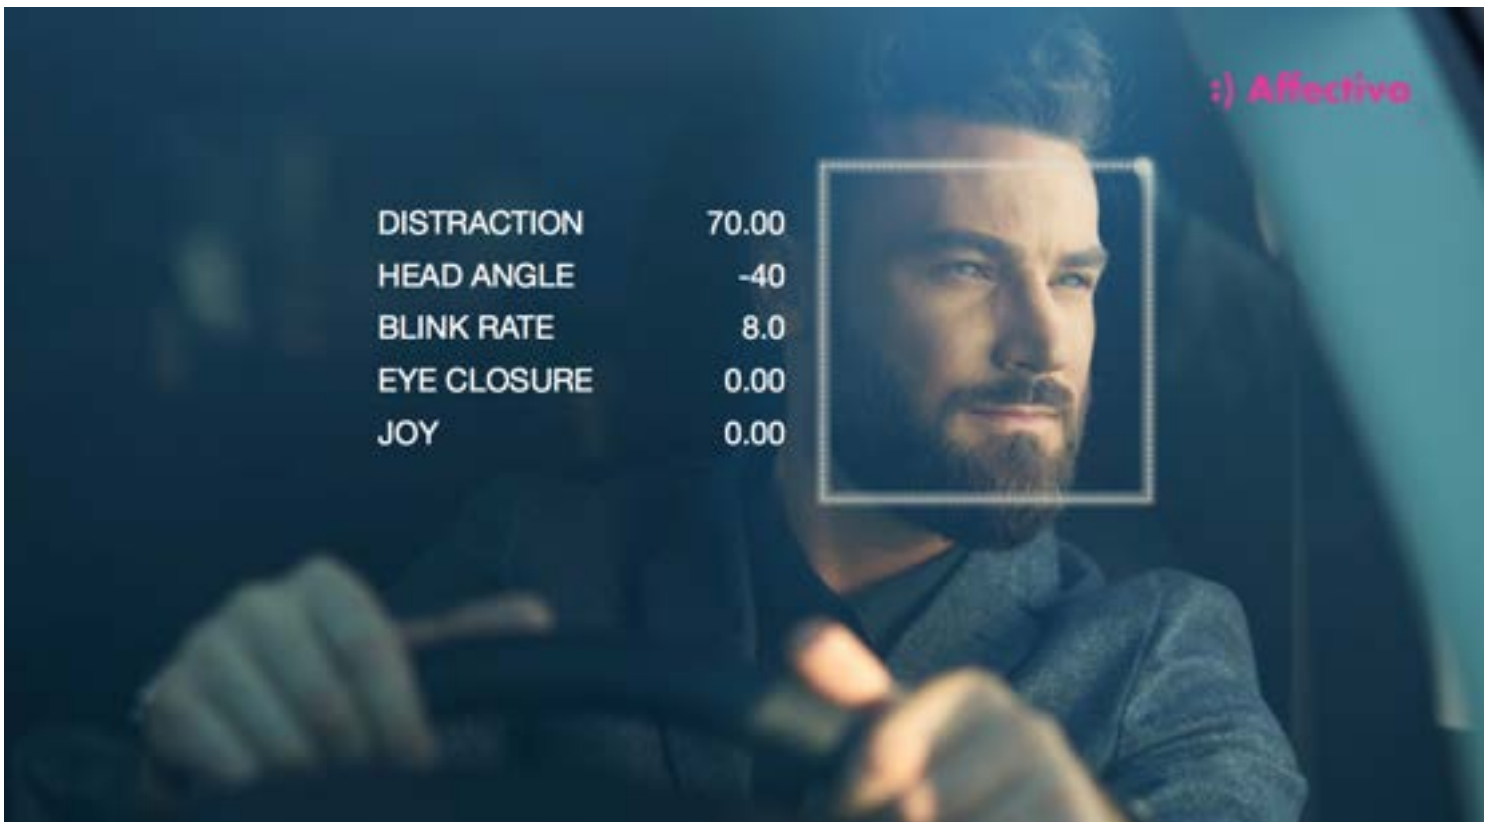 :) Affectiva
DISTRACTION 70.00
HEAD ANGLE -40
BLINK RATE 8.0
EYE CLOSURE 0.00
JOY 0.00